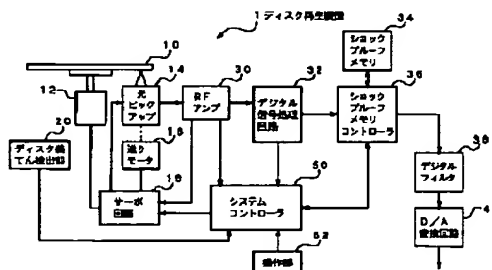 1ディスク再生装置
10
12
14
光
ピック
アップ
30
RF
アンプ
32
デジタル
信号処理
回路
34
ショック
プルーフ
メモリ
36
ショック
プルーフ
メモリ
コントローラ
20
ディスク装
てん検出部
16
送り
モータ
18
サーボ
回路
50
システム
コントローラ
38
デジタル
フィルタ
4
D/A
変換回路
52
操作部